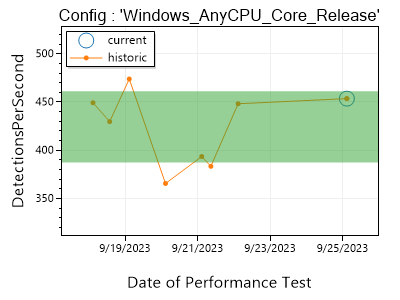 Config : 'Windows_AnyCPU_Core_Release'
current
historic
DetectionsPerSecond
500
450
400
350
9/19/2023 9/21/2023 9/23/2023 9/25/2023
Date of Performance Test